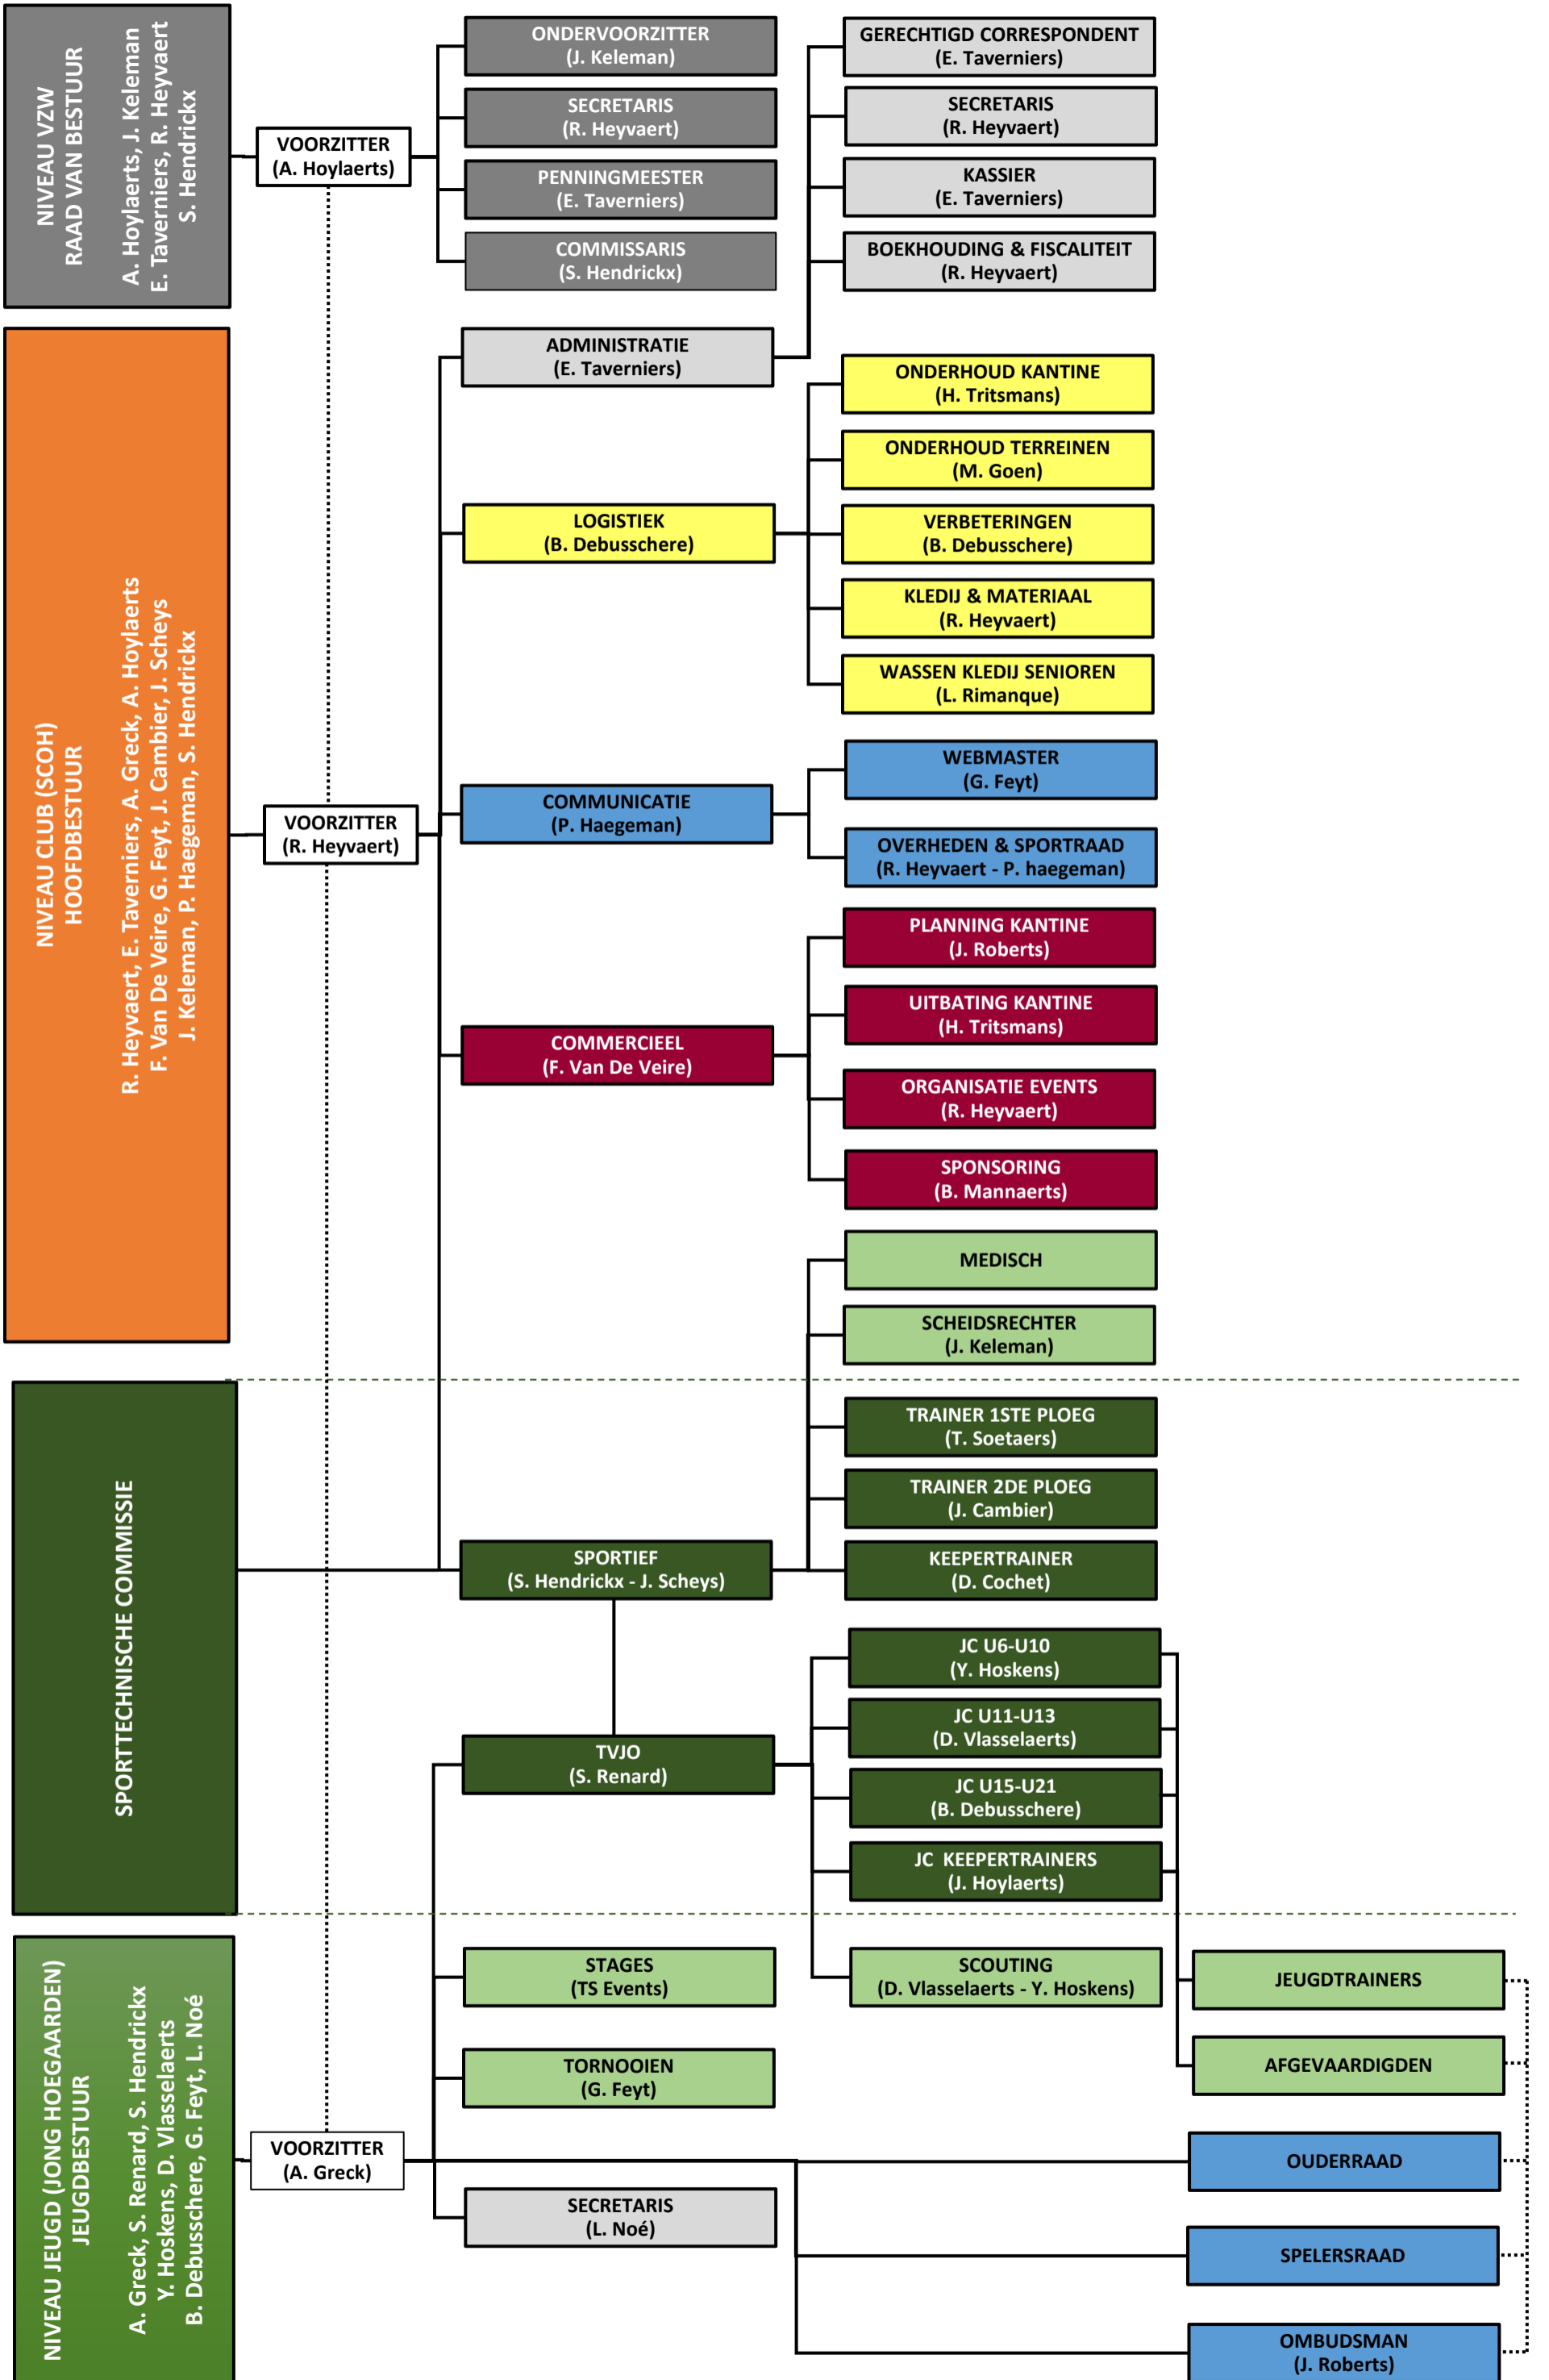 NIVEAU VZW
RAAD VAN BESTUUR
A. Hoylaerts, J. Keleman
E. Taverniers, R. Heyvaert
S. Hendrickx
VOORZITTER
(A. Hoylaerts)
ONDERVOORZITTER
(J. Keleman)
SECRETARIS
(R. Heyvaert)
PENNINGMEESTER
(E. Taverniers)
COMMISSARIS
(S. Hendrickx)
GERECHTIGD CORRESPONDENT
(E. Taverniers)
SECRETARIS
(R. Heyvaert)
KASSIER
(E. Taverniers)
BOEKHOUDING & FISCALITEIT
(R. Heyvaert)
NIVEAU CLUB (SCOH)
HOOFDBESTUUR
R. Heyvaert, E. Taverniers, A. Greck, A. Hoylaerts
F. Van De Veire, G. Feyt, J. Cambier, J. Scheys
J. Keleman, P. Haegeman, S. Hendrickx
VOORZITTER
(R. Heyvaert)
ADMINISTRATIE
(E. Taverniers)
LOGISTIEK
(B. Debusschere)
ONDERHOUD KANTINE
(H. Tritsmans)
ONDERHOUD TERREINEN
(M. Goen)
VERBETERINGEN
(B. Debusschere)
KLEDIJ & MATERIAAL
(R. Heyvaert)
WASSEN KLEDIJ SENIOREN
(L. Rimanque)
COMMUNICATIE
(P. Haegeman)
WEBMASTER
(G. Feyt)
OVERHEDEN & SPORTRAAD
(R. Heyvaert - P. haegeman)
COMMERCIEEL
(F. Van De Veire)
PLANNING KANTINE
(J. Roberts)
UITBATING KANTINE
(H. Tritsmans)
ORGANISATIE EVENTS
(R. Heyvaert)
SPONSORING
(B. Mannaerts)
MEDISCH
SCHEIDSRECHTER
(J. Keleman)
SPORTTECHNISCHE COMMISSIE
SPORTIEF
(S. Hendrickx - J. Scheys)
TRAINER 1STE PLOEG
(T. Soetaers)
TRAINER 2DE PLOEG
(J. Cambier)
KEEPERTRAINER
(D. Cochet)
TVJO
(S. Renard)
JC U6-U10
(Y. Hoskens)
JC U11-U13
(D. Vlasselaerts)
JC U15-U21
(B. Debusschere)
JC  KEEPERTRAINERS
(J. Hoylaerts)
NIVEAU JEUGD (JONG HOEGAARDEN)
JEUGDBESTUUR
A. Greck, S. Renard, S. Hendrickx
Y. Hoskens, D. Vlasselaerts
B. Debusschere, G. Feyt, L. Noé
VOORZITTER
(A. Greck)
STAGES
(TS Events)
TORNOOIEN
(G. Feyt)
SECRETARIS
(L. Noé)
SCOUTING
(D. Vlasselaerts - Y. Hoskens)
JEUGDTRAINERS
AFGEVAARDIGDEN
OUDERRAAD
SPELERSRAAD
OMBUDSMAN
(J. Roberts)